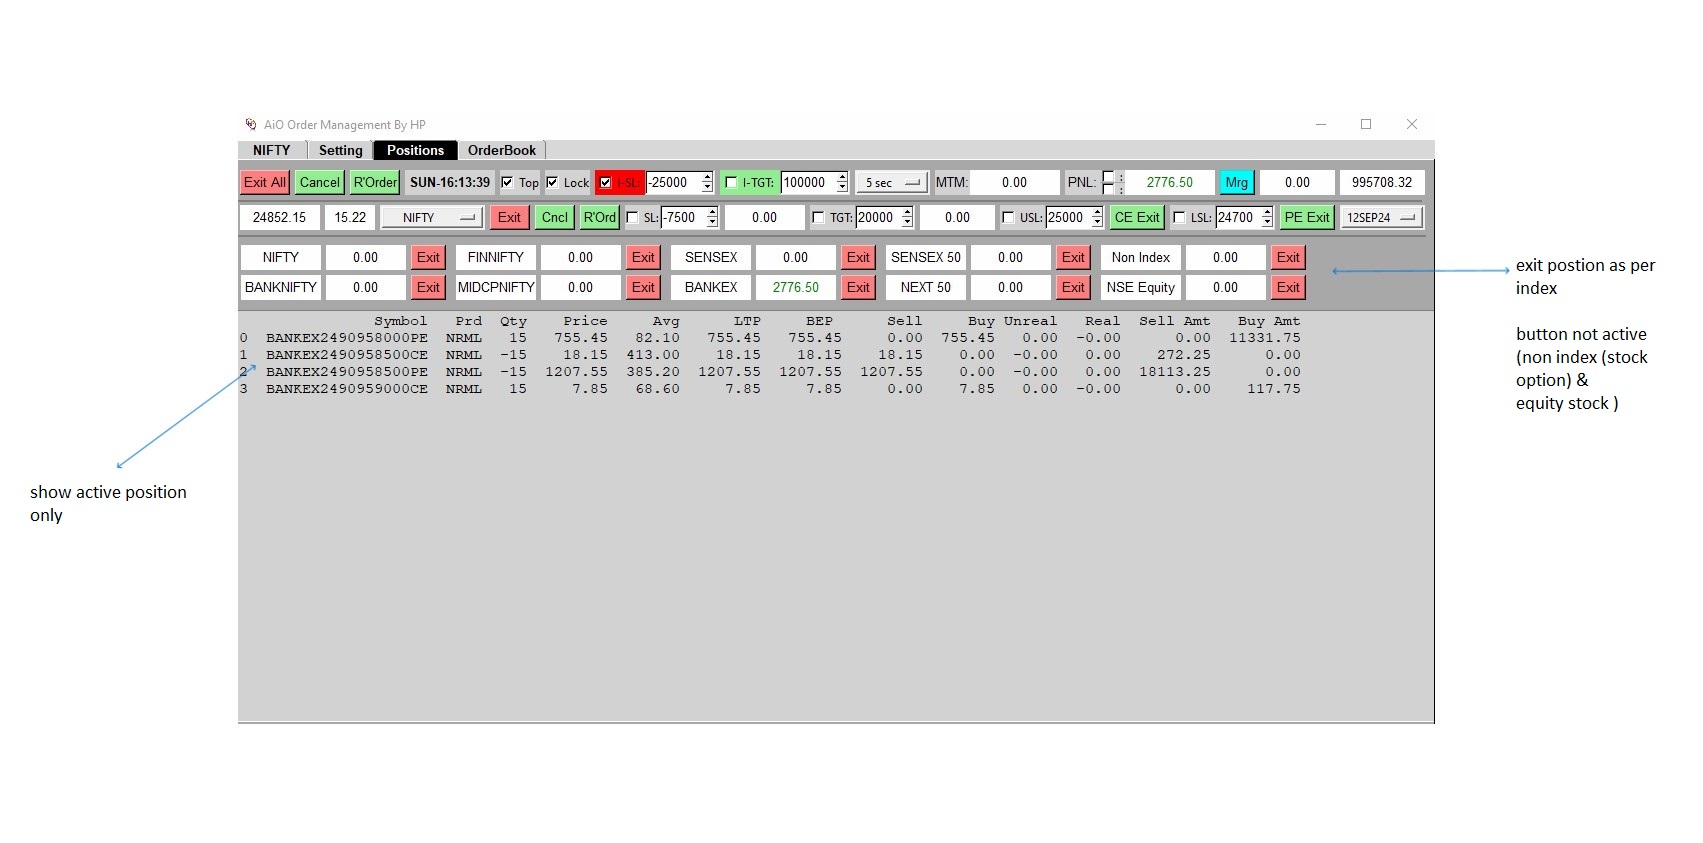 AiO Order Management By HP
NIFTY Setting Positions OrderBook
Exit All Cancel R'Order SUN-16:13:39 Top Lock I-SL: -25000 I-TGT: 100000 5 sec MTM: 0.00 PNL: : : 2776.50 Mrg 0.00 995708.32
24852.15 15.22 NIFTY Exit Cncl R'Ord SL: -7500 0.00 TGT: 20000 0.00 USL: 25000 CE Exit LSL: 24700 PE Exit 12SEP24
NIFTY 0.00 Exit FINNIFTY 0.00 Exit SENSEX 0.00 Exit SENSEX 50 0.00 Exit Non Index 0.00 Exit
BANKNIFTY 0.00 Exit MIDCPNIFTY 0.00 Exit BANKEX 2776.50 Exit NEXT 50 0.00 Exit NSE Equity 0.00 Exit
Symbol Prd Qty Price Avg LTP BEP Sell Buy Unreal Real Sell Amt Buy Amt
0 BANKEX2490958000PE NRML 15 755.45 82.10 755.45 755.45 0.00 755.45 0.00 -0.00 0.00 11331.75
1 BANKEX2490958500CE NRML -15 18.15 413.00 18.15 18.15 18.15 0.00 -0.00 0.00 272.25 0.00
2 BANKEX2490958500PE NRML -15 1207.55 385.20 1207.55 1207.55 1207.55 0.00 -0.00 0.00 18113.25 0.00
3 BANKEX2490959000CE NRML 15 7.85 68.60 7.85 7.85 0.00 7.85 0.00 -0.00 0.00 117.75
exit postion as per
index
button not active
(non index (stock
option) &
equity stock )
show active position
only